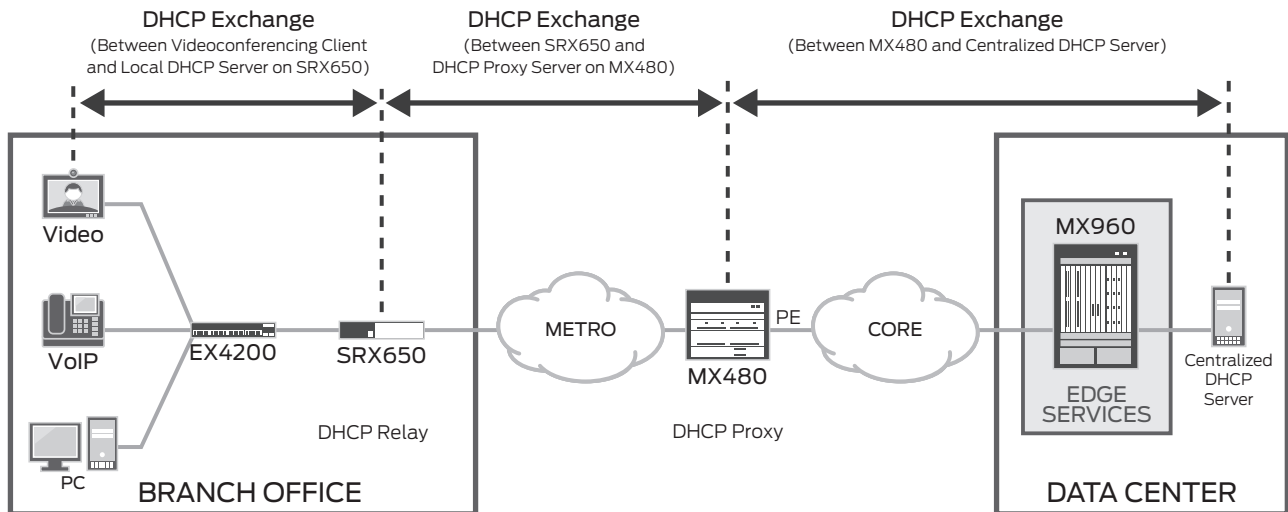 DHCP Exchange
(Between Videoconferencing Client
and Local DHCP Server on SRX650)
DHCP Exchange
(Between SRX650 and
DHCP Proxy Server on MX480)
DHCP Exchange
(Between MX480 and Centralized DHCP Server)
Video
VoIP
PC
EX4200
SRX650
DHCP Relay
BRANCH OFFICE
METRO
MX480
PE
DHCP Proxy
CORE
MX960
EDGE
SERVICES
Centralized
DHCP
Server
DATA CENTER